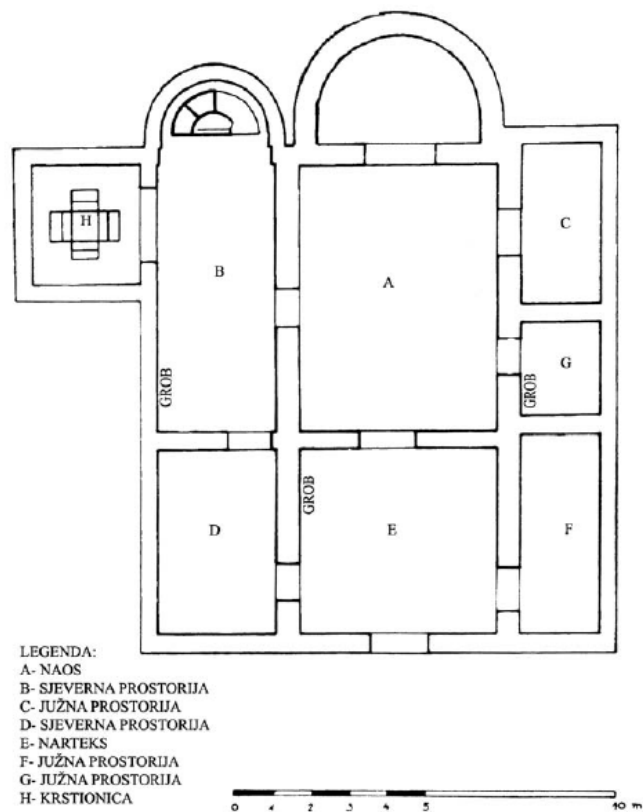 H
B
A
C
G
GROB
GROB
GROB
D
E
F
LEGENDA:
A- NAOS
B- SJEVERNA PROSTORIJA
C- JUŽNA PROSTORIJA
D- SJEVERNA PROSTORIJA
E- NARTEKS
F- JUŽNA PROSTORIJA
G- JUŽNA PROSTORIJA
H- KRSTIONICA
0 1 2 3 4 5 10 m